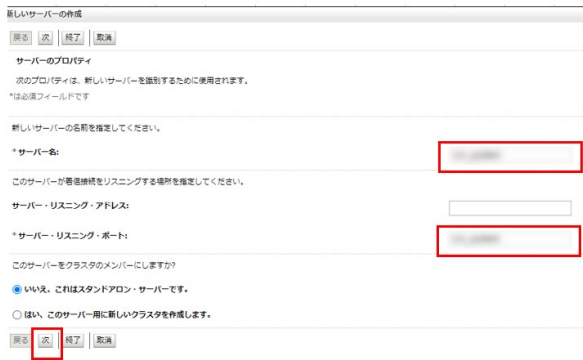 新しいサーバーの作成
戻る 次 終了 取消
サーバーのプロパティ
次のプロパティは、新しいサーバーを識別するために使用されます。
*は必須フィールドです
新しいサーバーの名前を指定してください。
* サーバー名:
このサーバーが着信接続をリスニングする場所を指定してください。
サーバー・リスニング・アドレス:
* サーバー・リスニング・ポート:
このサーバーをクラスタのメンバーにしますか?
いいえ、これはスタンドアロン・サーバーです。
はい、このサーバー用に新しいクラスタを作成します。
戻る 次 終了 取消